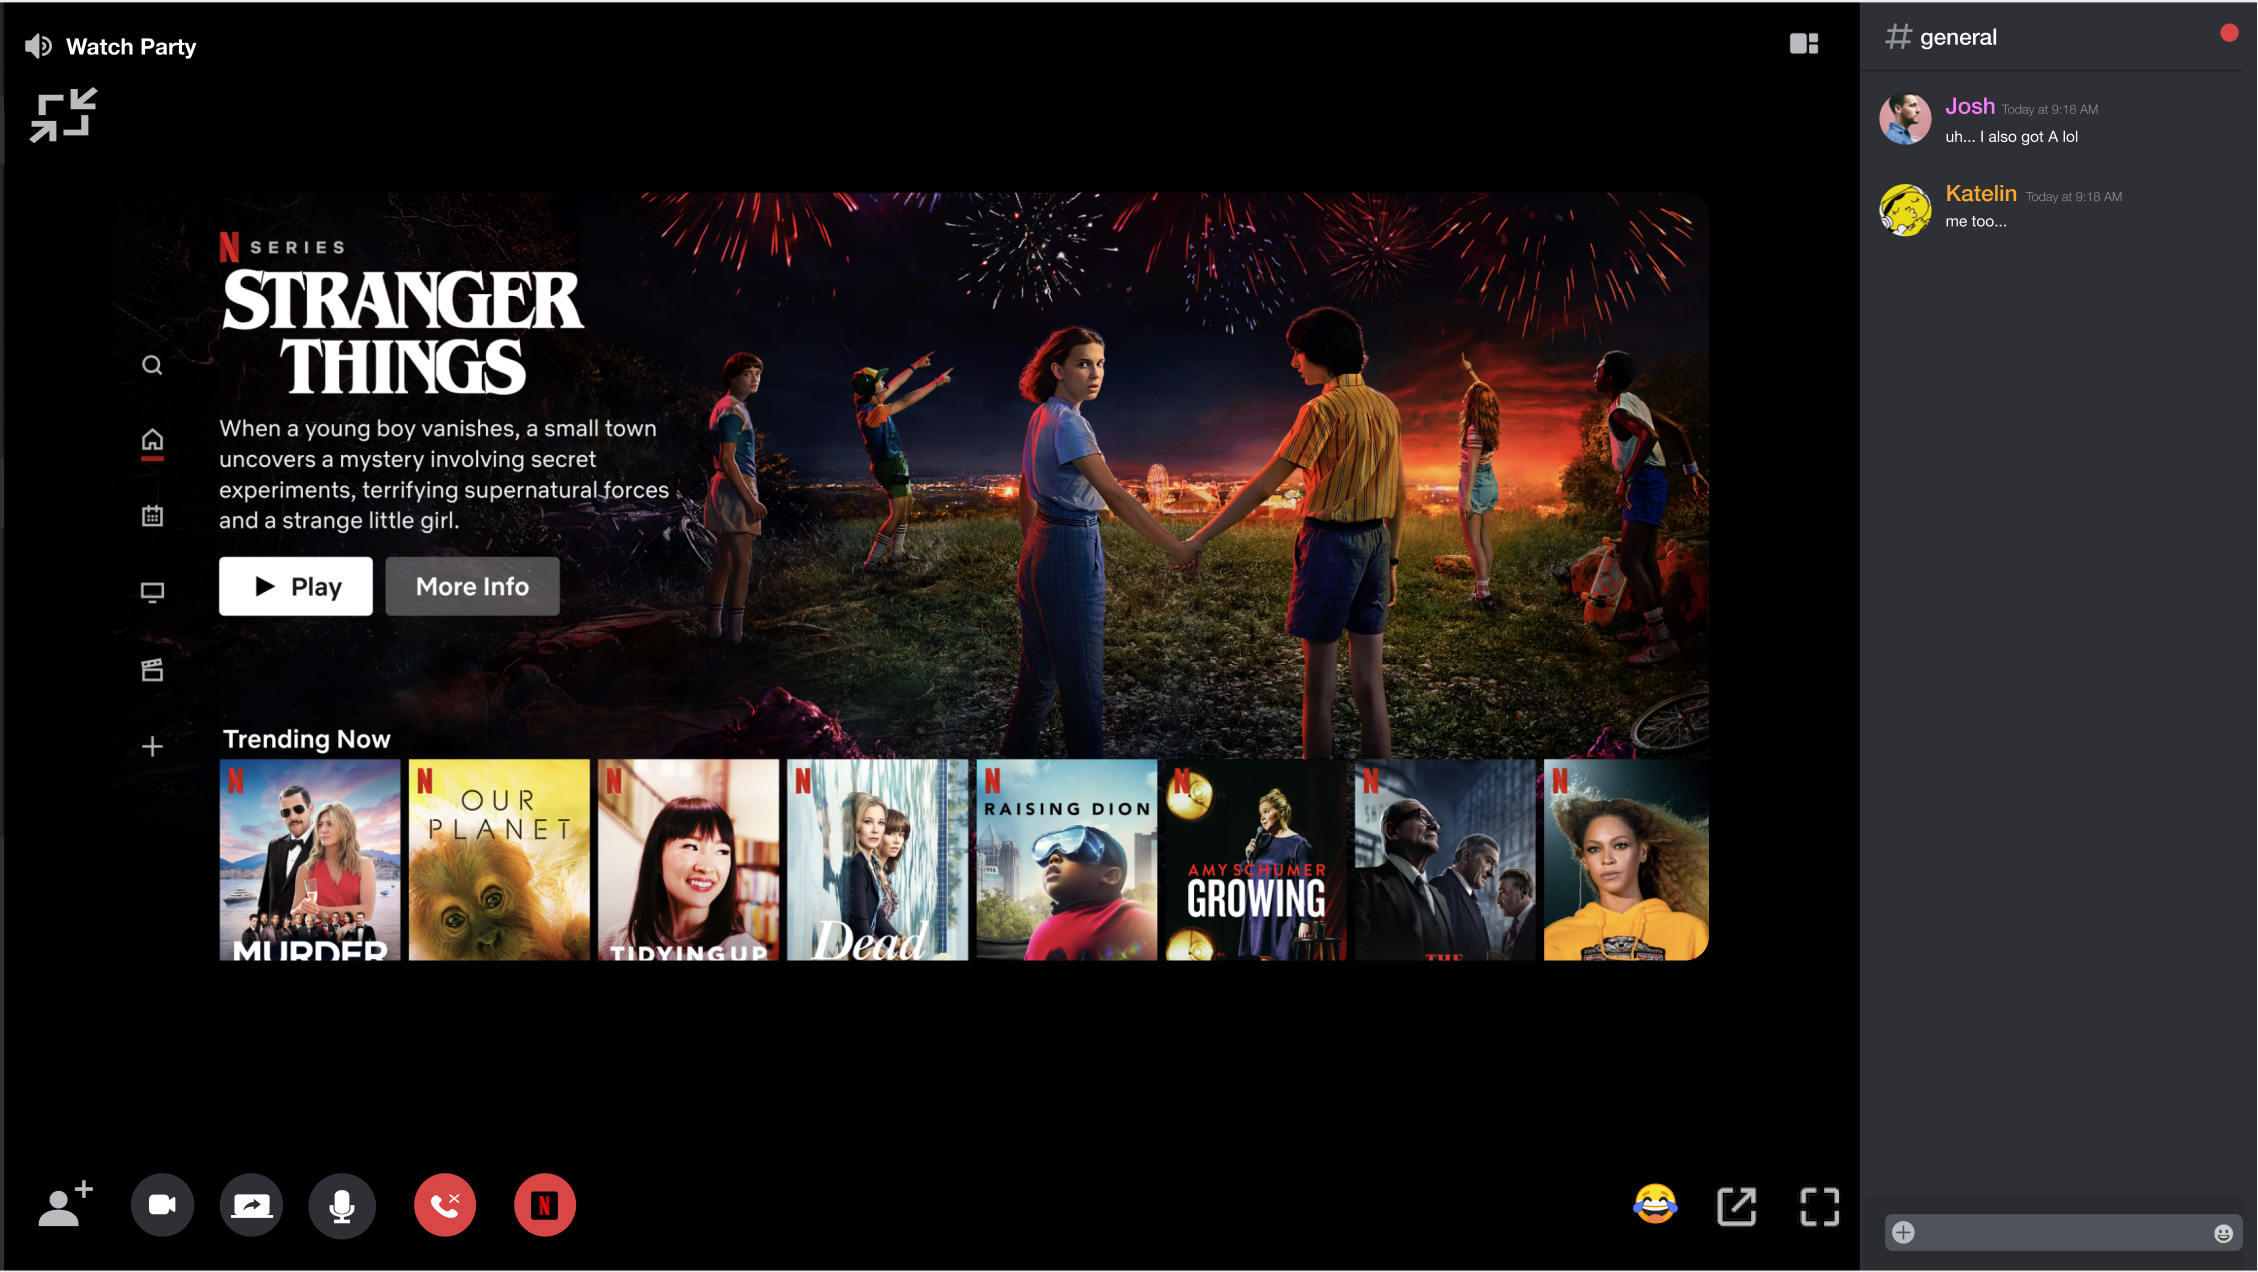 Watch Party
N SERIES
STRANGER
THINGS
When a young boy vanishes, a small town
uncovers a mystery involving secret
experiments, terrifying supernatural forces
and a strange little girl.
Play
More Info
Trending Now
N
MURDER
N
OUR
PLANET
N
TIDYING UP
N
Dead
N
RAISING DION
N
AMY SCHUMER
GROWING
N
THE
N
N
# general
Josh Today at 9:18 AM
uh... I also got A lol
Katelin Today at 9:18 AM
me too...